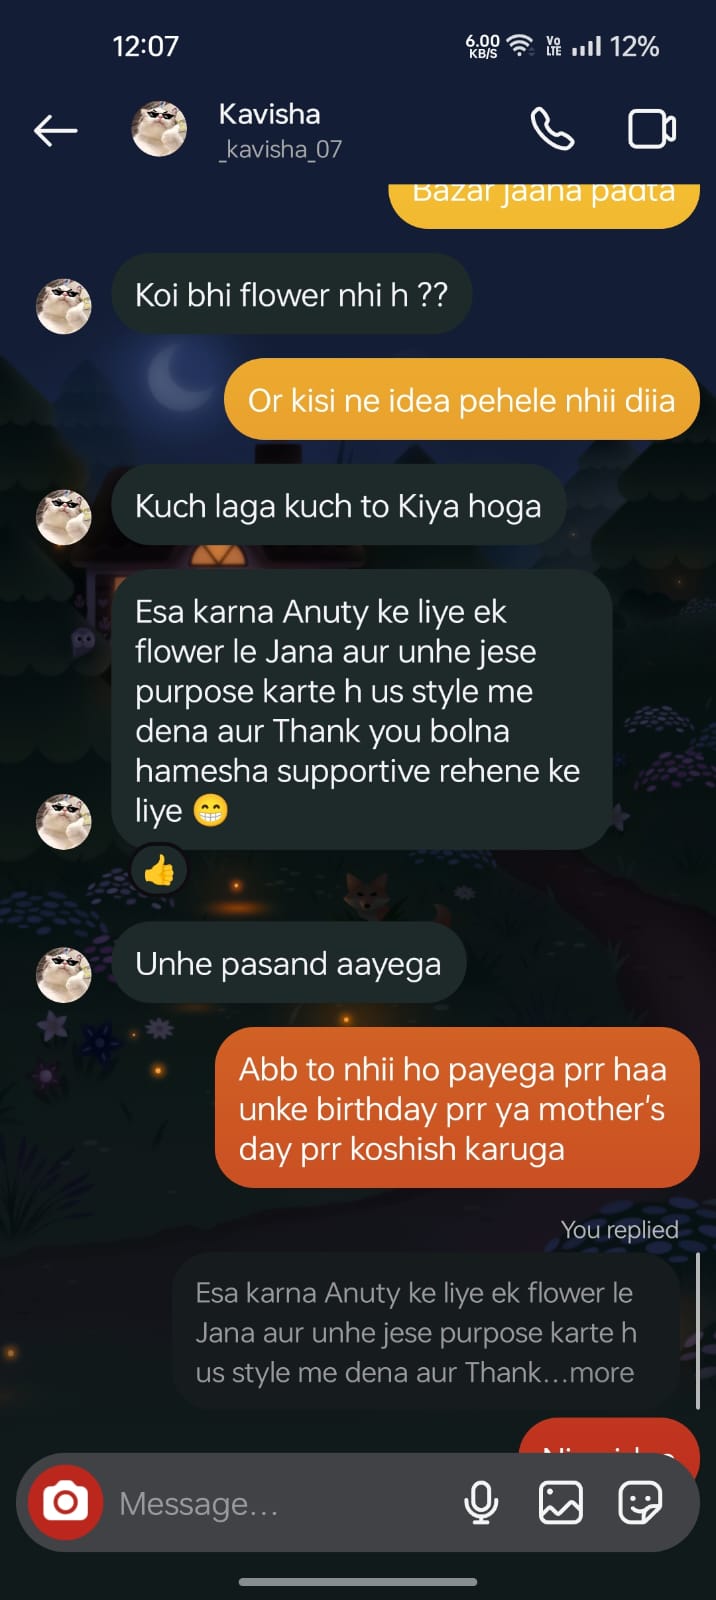 12:07
6.00
KB/S
Vo
LTE
12%
Kavisha
_kavisha_07
Bazar jaana padta
Koi bhi flower nhi h ??
Or kisi ne idea pehele nhii diia
Kuch laga kuch to Kiya hoga
Esa karna Anuty ke liye ek
flower le Jana aur unhe jese
purpose karte h us style me
dena aur Thank you bolna
hamesha supportive rehene ke
liye 😁
👍
Unhe pasand aayega
Abb to nhii ho payega prr haa
unke birthday prr ya mother's
day prr koshish karuga
You replied
Esa karna Anuty ke liye ek flower le
Jana aur unhe jese purpose karte h
us style me dena aur Thank...more
Message...